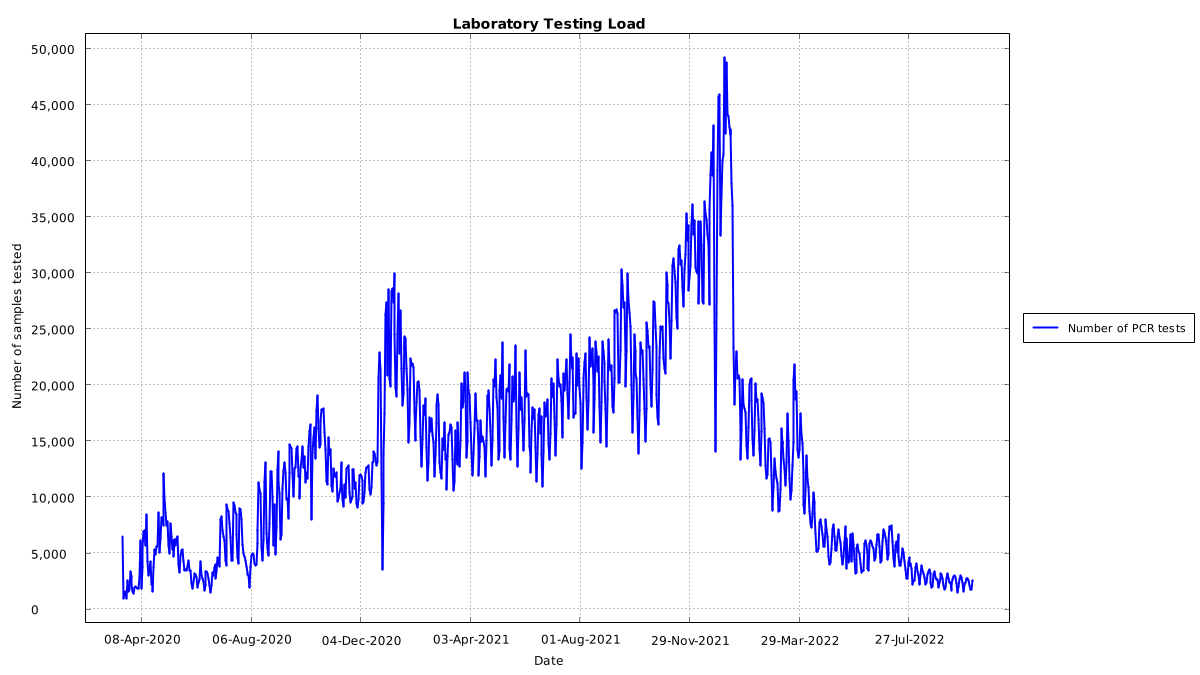 Laboratory Testing Load
50,000
45,000
40,000
35,000
30,000
25,000
20,000
15,000
10,000
5,000
0
Number of samples tested
08-Apr-2020 06-Aug-2020 04-Dec-2020 03-Apr-2021 01-Aug-2021 29-Nov-2021 29-Mar-2022 27-Jul-2022
Date
Number of PCR tests